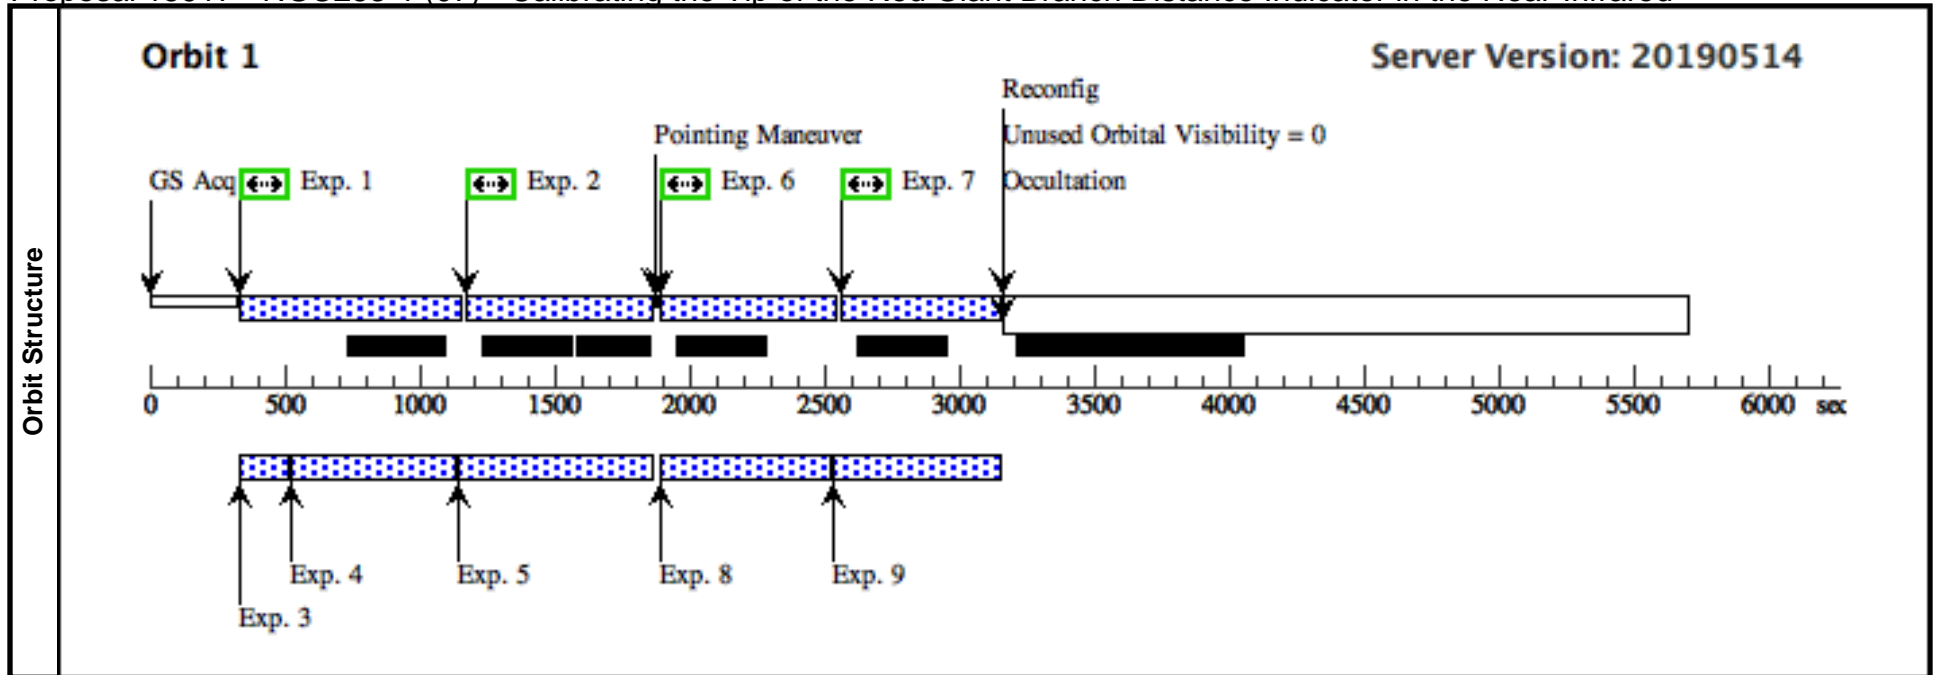 Orbit 1
Server Version: 20190514
Reconfig
Pointing Maneuver
Unused Orbital Visibility = 0
GS Acq
Exp. 1
Exp. 2
Exp. 6
Exp. 7
Occultation
Orbit Structure
0 500 1000 1500 2000 2500 3000 3500 4000 4500 5000 5500 6000 sec
Exp. 4
Exp. 5
Exp. 8
Exp. 9
Exp. 3